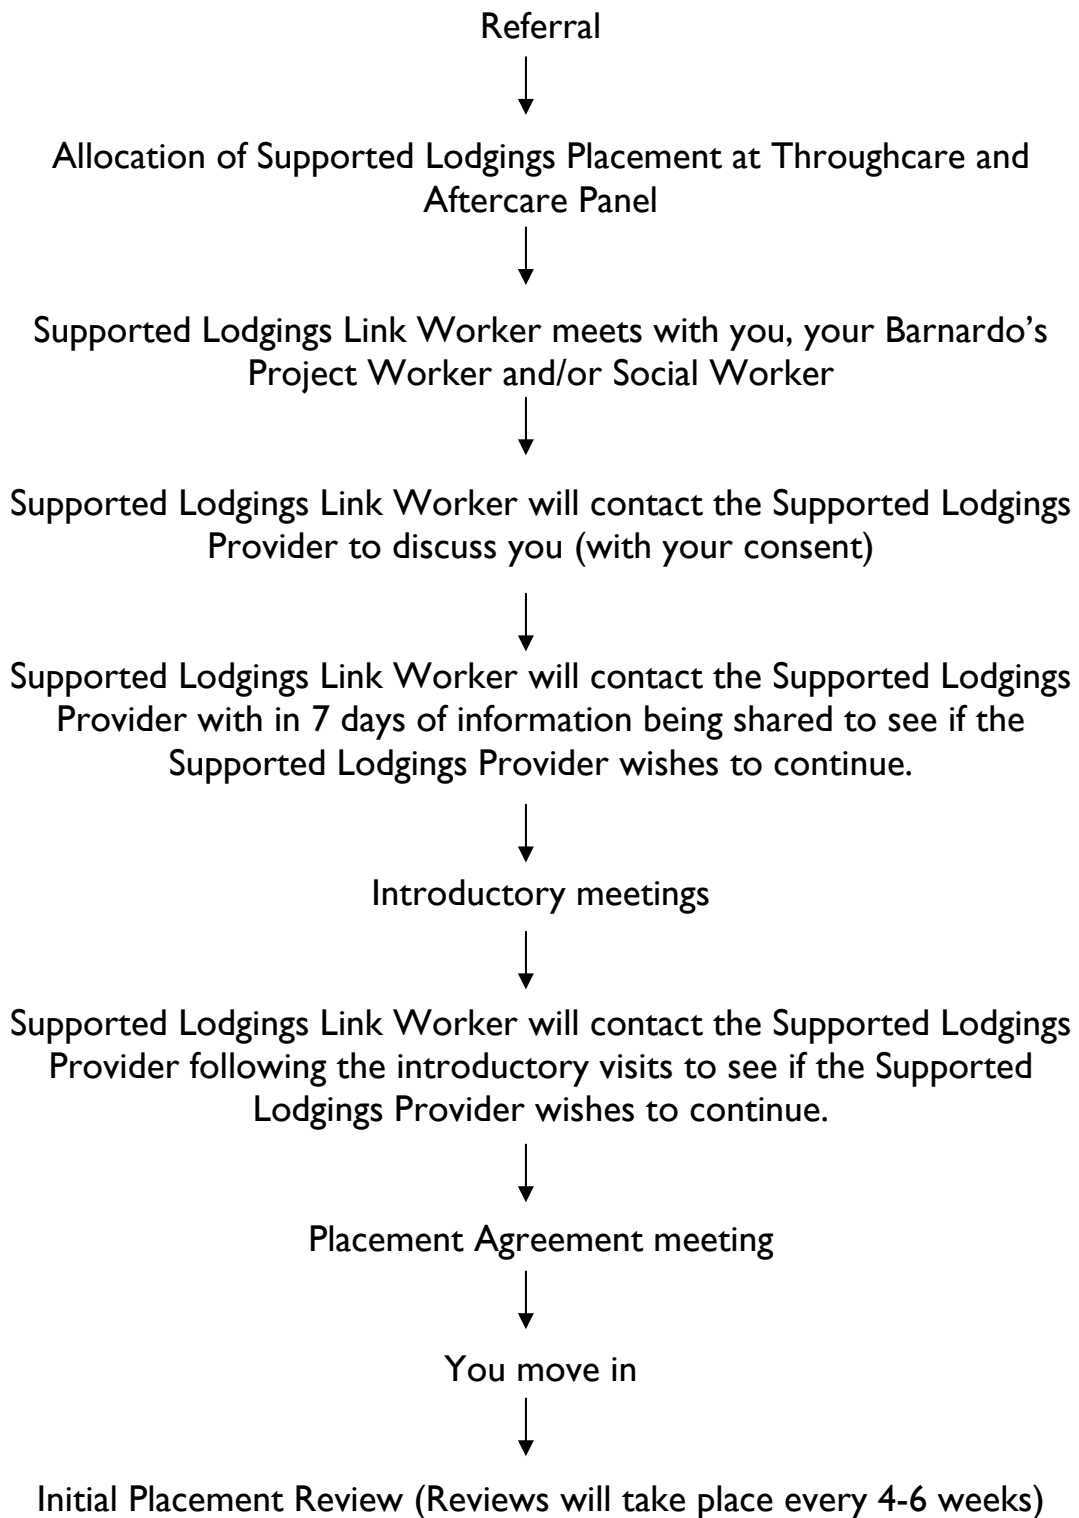 Referral
Allocation of Supported Lodgings Placement at Throughcare and
Aftercare Panel
Supported Lodgings Link Worker meets with you, your Barnardo’s
Project Worker and/or Social Worker
Supported Lodgings Link Worker will contact the Supported Lodgings
Provider to discuss you (with your consent)
Supported Lodgings Link Worker will contact the Supported Lodgings
Provider with in 7 days of information being shared to see if the
Supported Lodgings Provider wishes to continue.
Introductory meetings
Supported Lodgings Link Worker will contact the Supported Lodgings
Provider following the introductory visits to see if the Supported
Lodgings Provider wishes to continue.
Placement Agreement meeting
You move in
Initial Placement Review (Reviews will take place every 4-6 weeks)